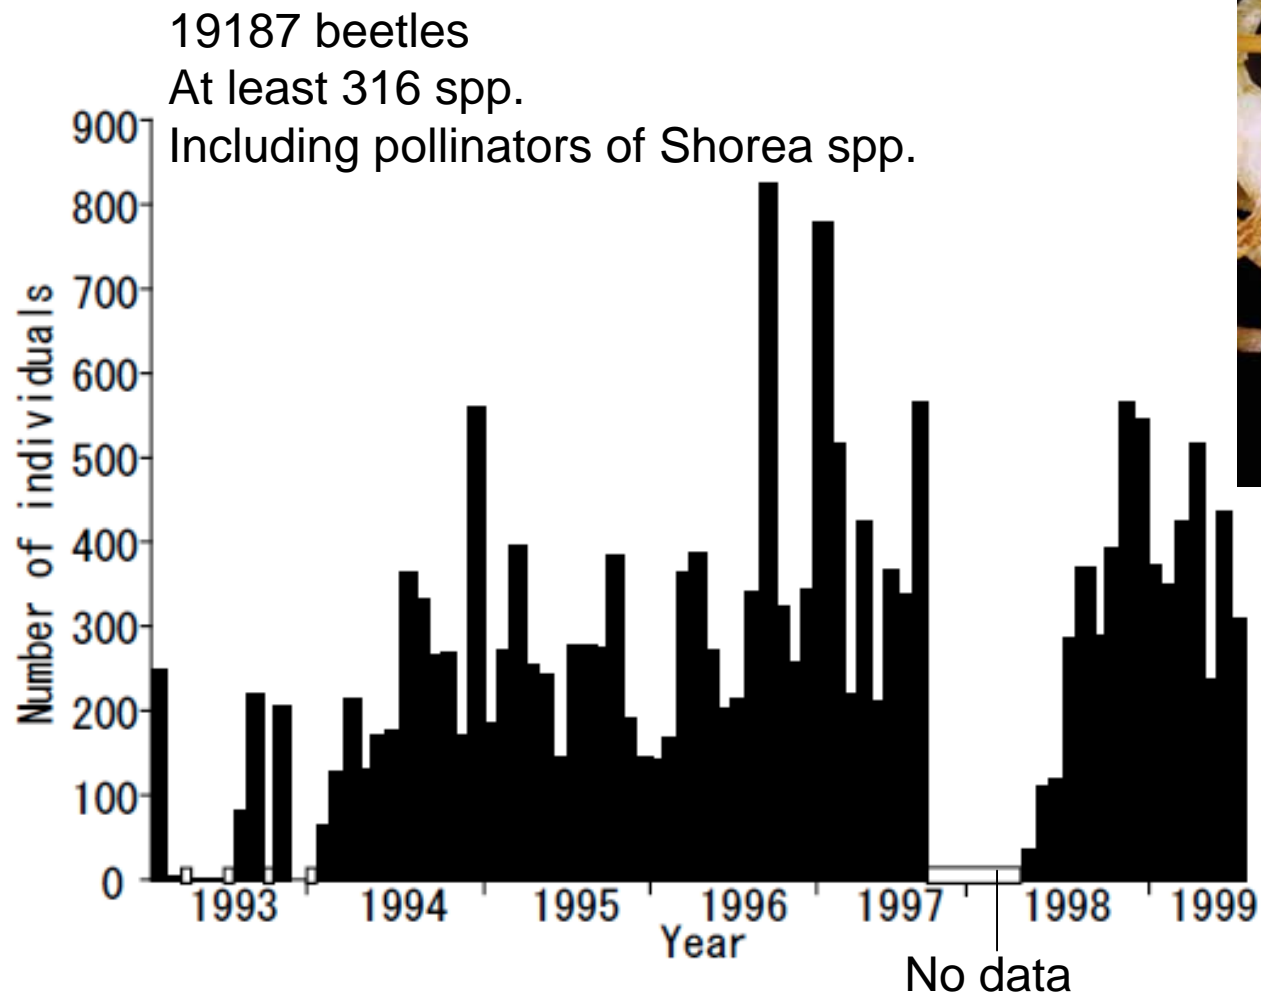 19187 beetles
At least 316 spp.
Including pollinators of Shorea spp.
900
800
700
600
500
400
300
200
100
0
Number of individuals
1993 1994 1995 1996 1997 1998 1999
Year
No data